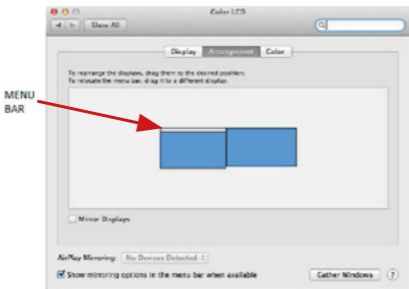 Color LCD
Show All
Display Arrangement Color
To rearrange the displays, drag them to the desired position.
To relocate the menu bar, drag it to a different display.
MENU
BAR
Mirror Displays
AirPlay Mirroring: No Devices Detected
Show mirroring options in the menu bar when available
Gather Windows ?